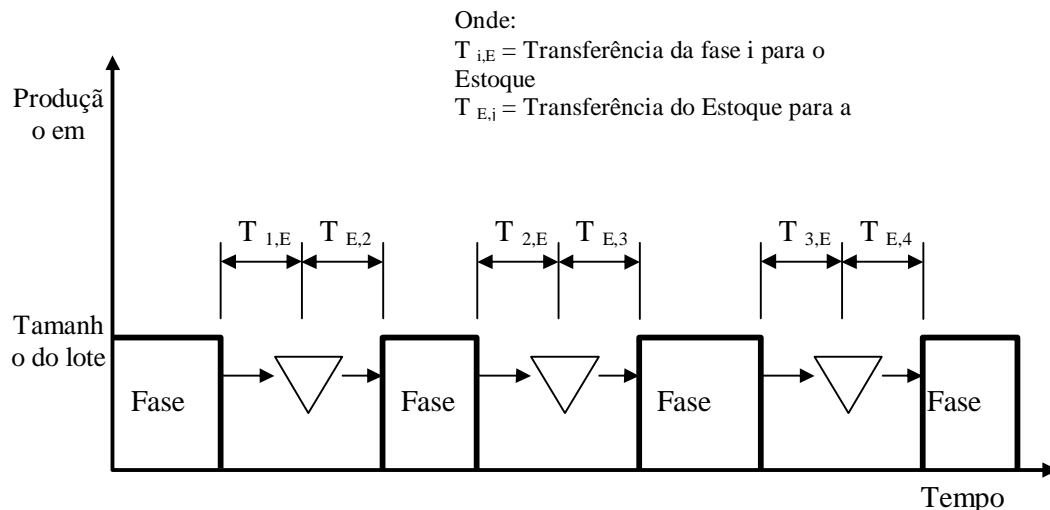 Onde:
T i,E = Transferência da fase i para o
Estoque
T E,j = Transferência do Estoque para a
Produçã
o em
T 1,E
T E,2
T 2,E
T E,3
T 3,E
T E,4
Tamanh
o do lote
Fase
Fase
Fase
Fase
Tempo